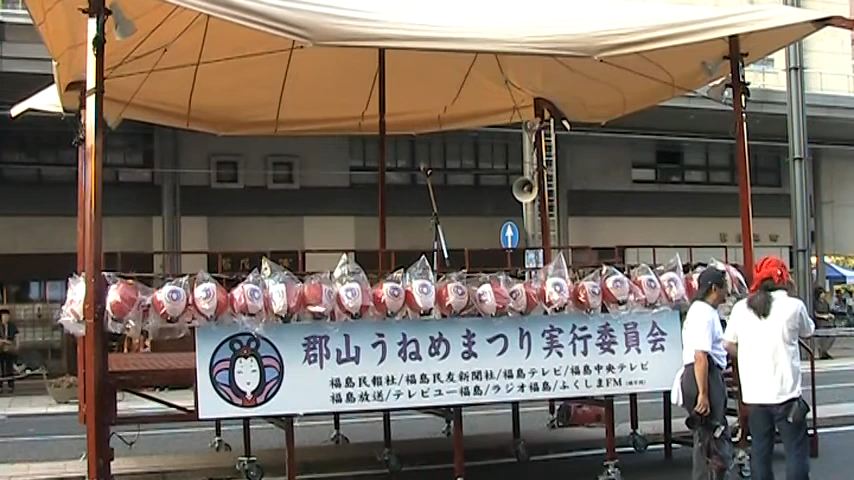 郡山うねめまつり実行委員会
福島民報社/福島民友新聞社/福島テレビ/福島中央テレビ
福島放送/テレビユー福島/ラジオ福島/ふくしまFM